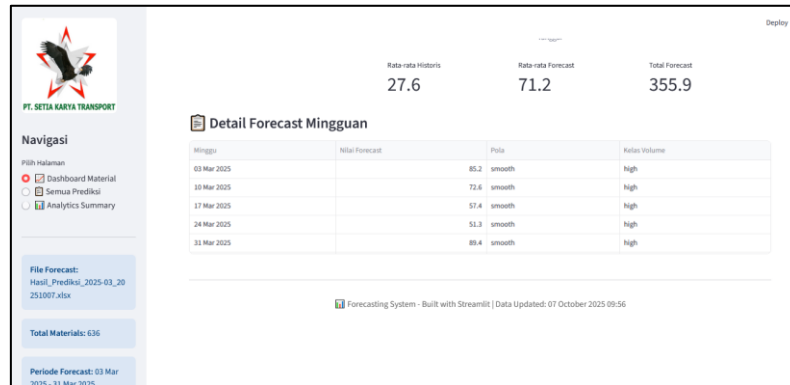 Deploy
PT. SETIA KARYA TRANSPORT
Navigasi
Pilih Halaman
Dashboard Material
Semua Prediksi
Analytics Summary
File Forecast:
Hasil_Prediksi_2025-03_20
251007.xlsx
Total Materials: 636
Periode Forecast: 03 Mar
2025 - 31 Mar 2025
Rata-rata Historis Rata-rata Forecast Total Forecast
27.6 71.2 355.9
Detail Forecast Mingguan
Minggu Nilai Forecast Pola Kelas Volume
03 Mar 2025 85.2 smooth high
10 Mar 2025 72.6 smooth high
17 Mar 2025 57.4 smooth high
24 Mar 2025 51.3 smooth high
31 Mar 2025 89.4 smooth high
Forecasting System - Built with Streamlit | Data Updated: 07 October 2025 09:56